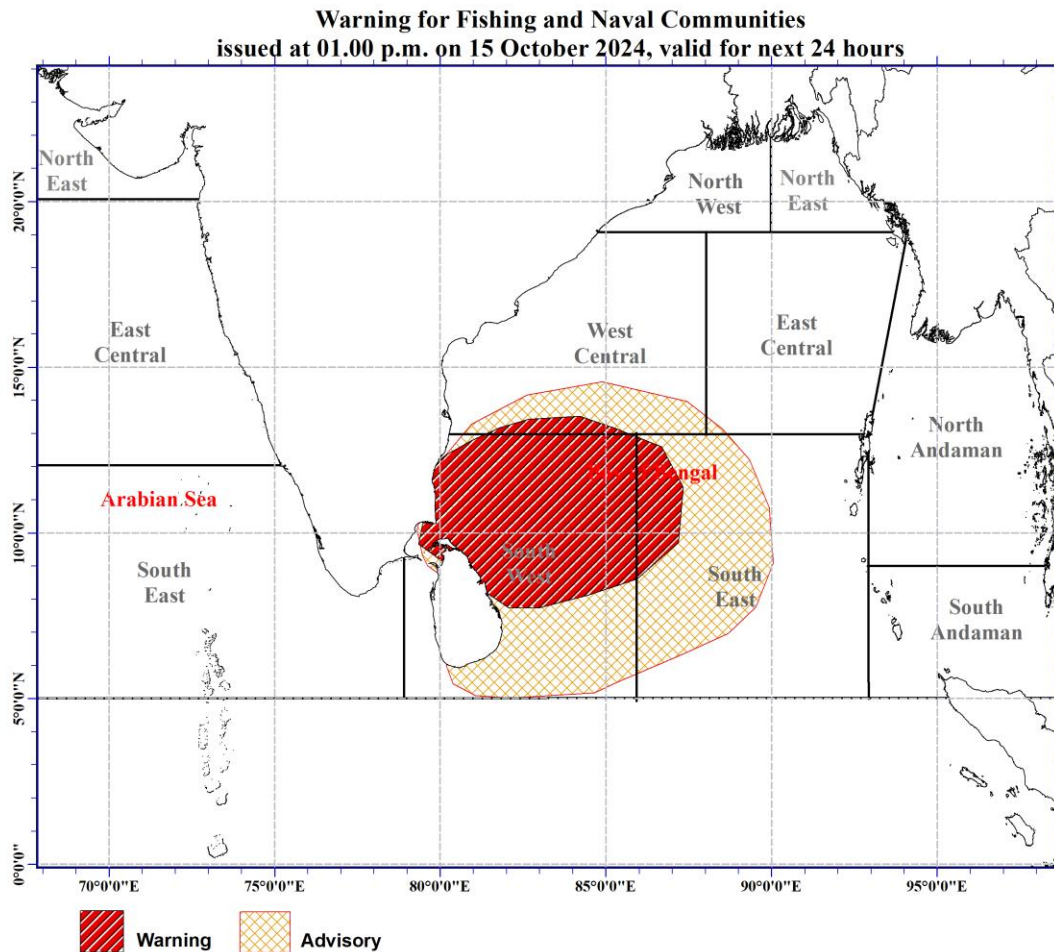 Warning for Fishing and Naval Communities
issued at 01.00 p.m. on 15 October 2024, valid for next 24 hours
North
East
North
West
North
East
20°0'0"N
East
Central
West
Central
East
Central
15°0'0"N
North
Andaman
Arabian Sea
10°0'0"N
South
West
South
East
South
East
South
Andaman
5°0'0"N
0°0'0"
70°0'0"E
75°0'0"E
80°0'0"E
85°0'0"E
90°0'0"E
95°0'0"E
Warning
Advisory